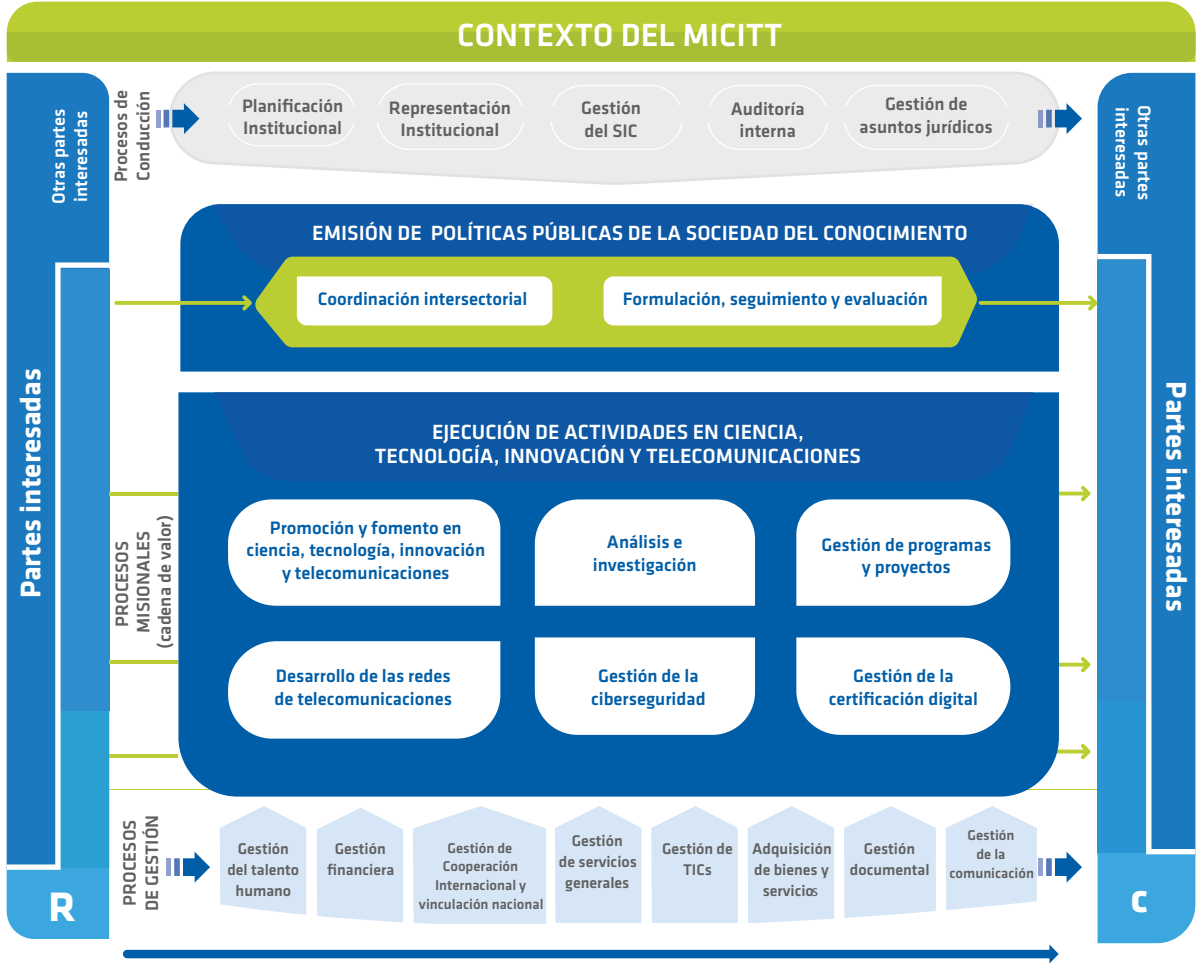 CONTEXTO DEL MICITT
Otras partes
interesadas
Partes interesadas
R
Procesos de
Conducción
Planificación
Institucional
Representación
Institucional
Gestión
del SIC
Auditoría
interna
Gestión de
asuntos jurídicos
EMISIÓN DE POLÍTICAS PÚBLICAS DE LA SOCIEDAD DEL CONOCIMIENTO
Coordinación intersectorial
Formulación, seguimiento y evaluación
PROCESOS
MISIONALES
(cadena de valor)
EJECUCIÓN DE ACTIVIDADES EN CIENCIA,
TECNOLOGÍA, INNOVACIÓN Y TELECOMUNICACIONES
Promoción y fomento en
ciencia, tecnología, innovación
y telecomunicaciones
Análisis e
investigación
Gestión de programas
y proyectos
Desarrollo de las redes
de telecomunicaciones
Gestión de la
ciberseguridad
Gestión de la
certificación digital
PROCESOS
DE GESTIÓN
Gestión
del talento
humano
Gestión
financiera
Gestión de
Cooperación
Internacional y
vinculación nacional
Gestión
de servicios
generales
Gestión de
TICs
Adquisición
de bienes y
servicios
Gestión
documental
Gestión
de la
comunicación
Otras partes
interesadas
Partes interesadas
C